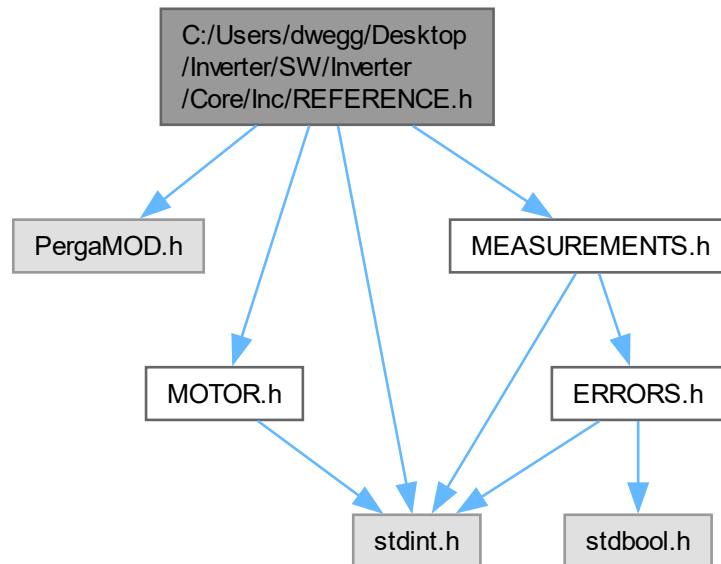 C:/Users/dwegg/Desktop
/Inverter/SW/Inverter
/Core/Inc/REFERENCE.h
PergaMOD.h
MEASUREMENTS.h
MOTOR.h
ERRORS.h
stdint.h
stdbool.h